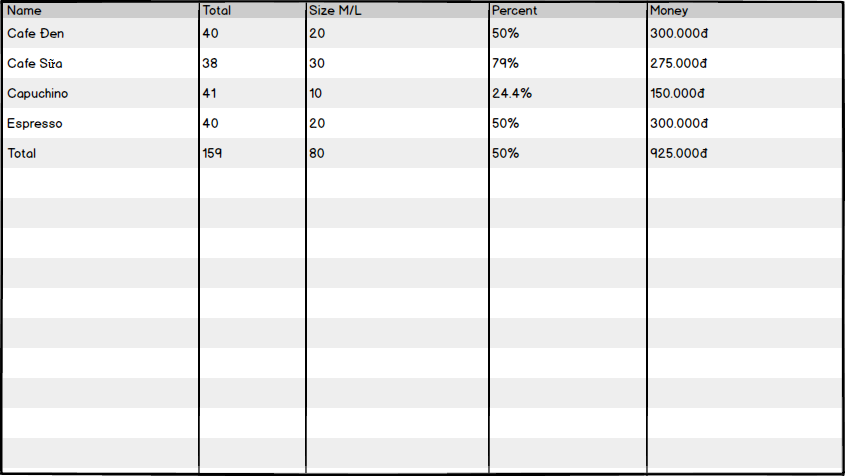 Name Total Size M/L Percent Money
Cafe Đen 40 20 50% 300.000đ
Cafe Sữa 38 30 79% 275.000đ
Capuchino 41 10 24.4% 150.000đ
Espresso 40 20 50% 300.000đ
Total 159 80 50% 925.000đ